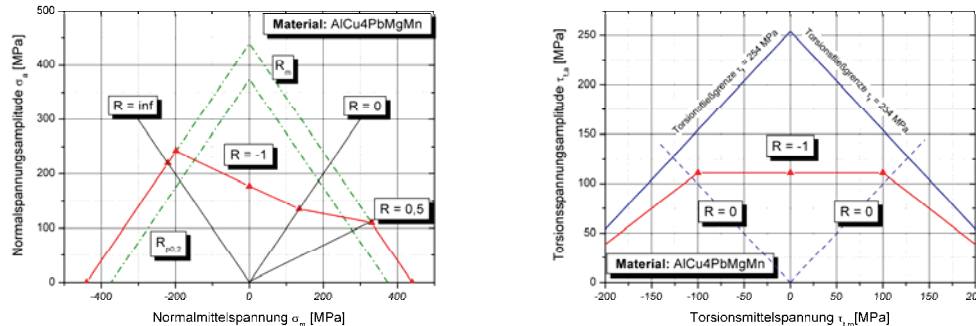 Material: AlCu4PbMgMn
Normalspannungsamplitude σa [MPa]
500
400
300
200
100
0
Rm
R = inf
R = 0
R = -1
R = 0,5
Rp0,2
-400
-200
0
200
400
Normalmittelspannung σm [MPa]
Torsionsspannungsamplitude τt,a [MPa]
250
200
150
100
50
0
Torsionsfließgrenze τF = 254 MPa
Torsionsfließgrenze τF = 254 MPa
R = -1
R = 0
R = 0
Material: AlCu4PbMgMn
-200
-150
-100
-50
0
50
100
150
200
Torsionsmittelspannung τt,m [MPa]